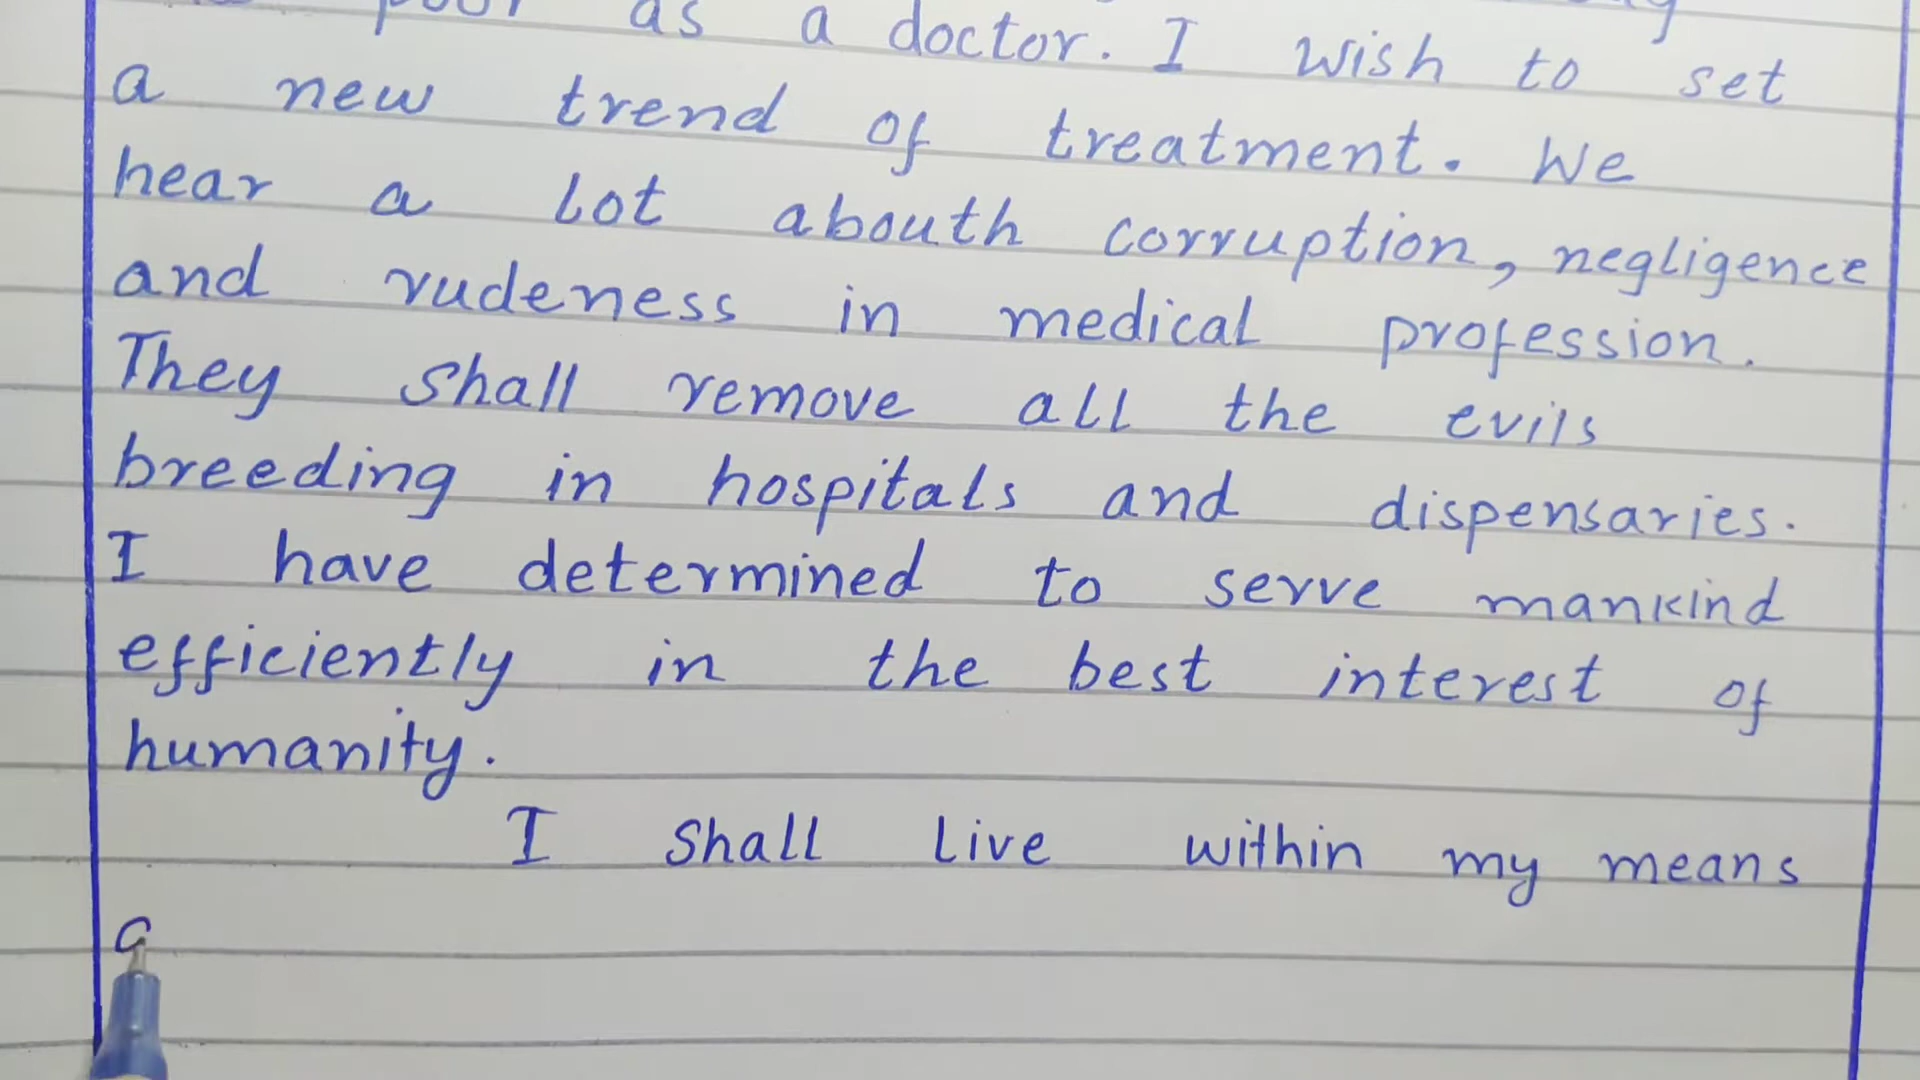 poor as a doctor. I wish to set
a new trend of treatment. We
hear a lot abouth corruption, negligence
and rudeness in medical profession.
They shall remove all the evils
breeding in hospitals and dispensaries.
I have determined to serve mankind
efficiently in the best interest of
humanity.
I shall live within my means
a